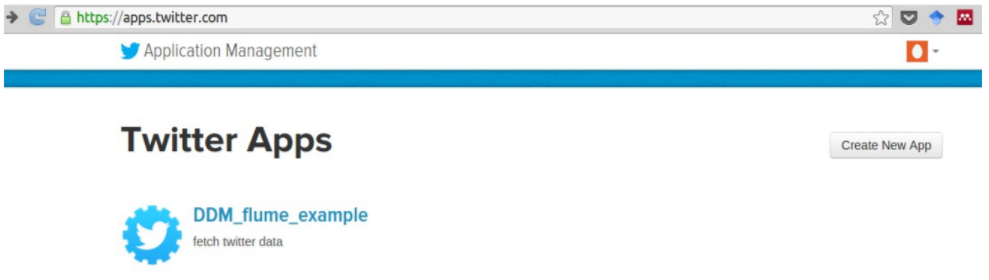 https://apps.twitter.com
Application Management
Twitter Apps
Create New App
DDM_flume_example
fetch twitter data